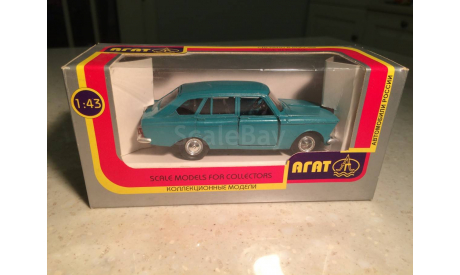 АГАТ
1:43
ScaleBay
SCALE MODELS FOR COLLECTORS
КОЛЛЕКЦИОННЫЕ МОДЕЛИ
АГАТ
АВТОМОБИЛИ РОССИИ